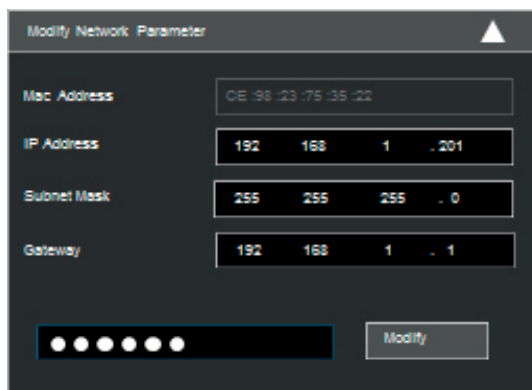 Modify Network Parameter
Mac Address CE :98 :23 :75 :35 :22
IP Address 192 168 1 . 201
Subnet Mask 255 255 255 . 0
Gateway 192 168 1 . 1
Modify